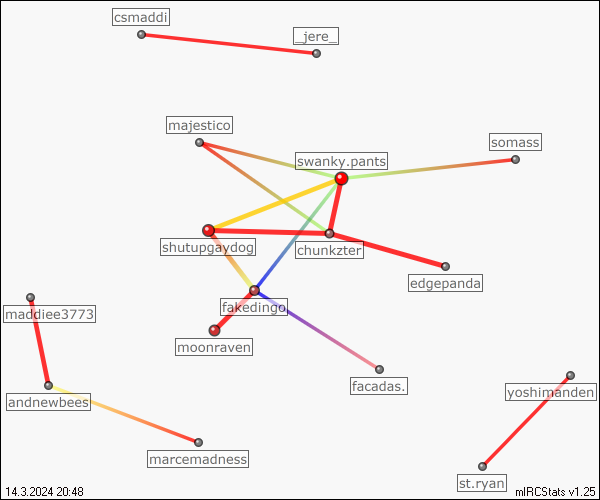 csmaddi
_jere_
majestico
somass
swanky.pants
shutupgaydog
chunkzter
edgepanda
fakedingo
maddiee3773
moonraven
facadas.
yoshimanden
andnewbees
marcemadness
st.ryan
14.3.2024 20:48
mIRCStats v1.25